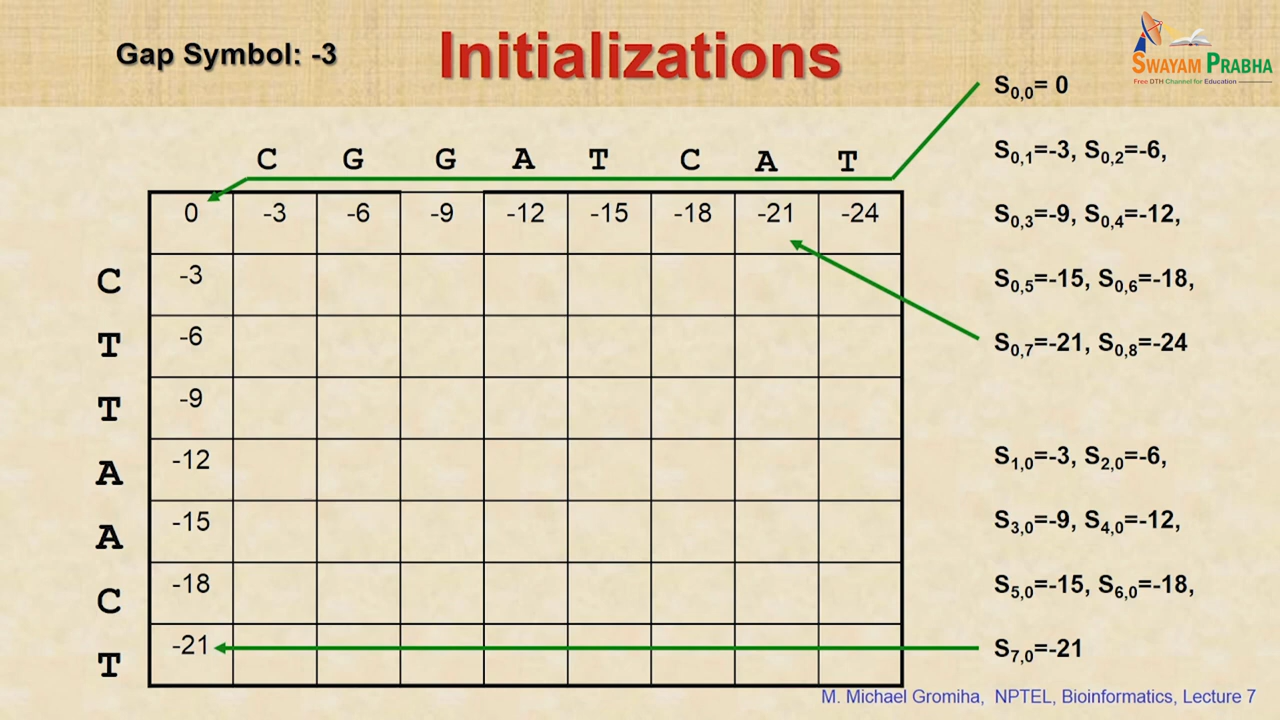 Gap Symbol: -3
Initializations
SWAYAM PRABHA
Free DTH Channel for Education
C G G A T C A T
0 -3 -6 -9 -12 -15 -18 -21 -24
C -3
T -6
T -9
A -12
A -15
C -18
T -21
S0,0= 0
S0,1=-3, S0,2=-6,
S0,3=-9, S0,4=-12,
S0,5=-15, S0,6=-18,
S0,7=-21, S0,8=-24
S1,0=-3, S2,0=-6,
S3,0=-9, S4,0=-12,
S5,0=-15, S6,0=-18,
S7,0=-21
M. Michael Gromiha, NPTEL, Bioinformatics, Lecture 7